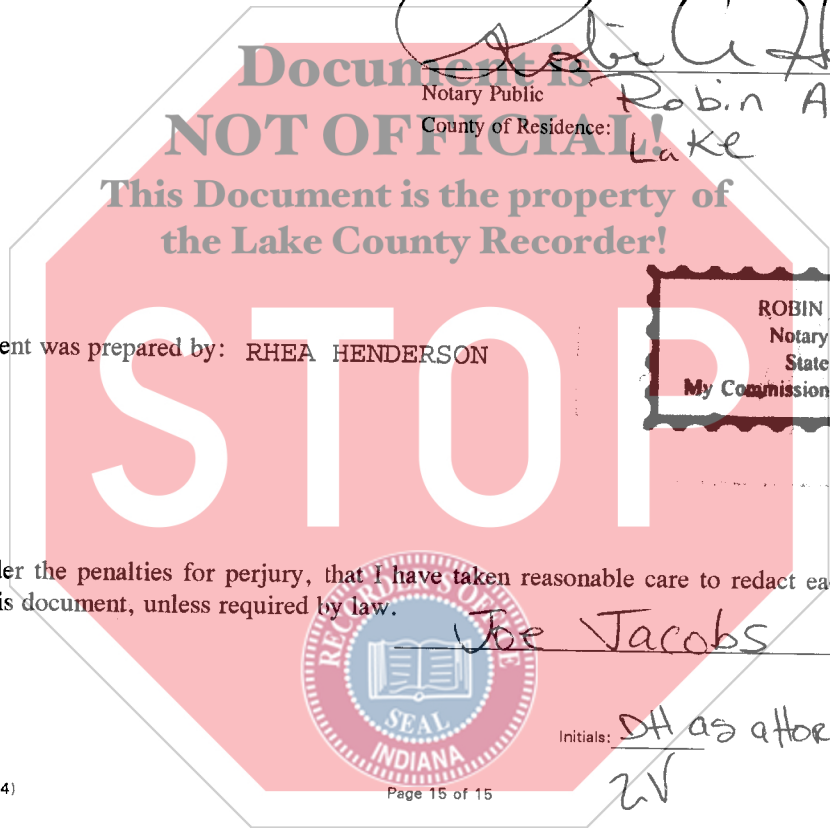 Document is
Notary Public Robin A
NOT OFFICIAL!
County of Residence: Lake
This Document is the property of
the Lake County Recorder!
ROBIN
Notary
State
My Commission
ent was prepared by: RHEA HENDERSON
STOP
ler the penalties for perjury, that I have taken reasonable care to redact ea
is document, unless required by law.
Joe Jacobs
RECORDER'S OFFICE
SEAL
INDIANA
Initials: DH as attor
4)
Page 15 of 15